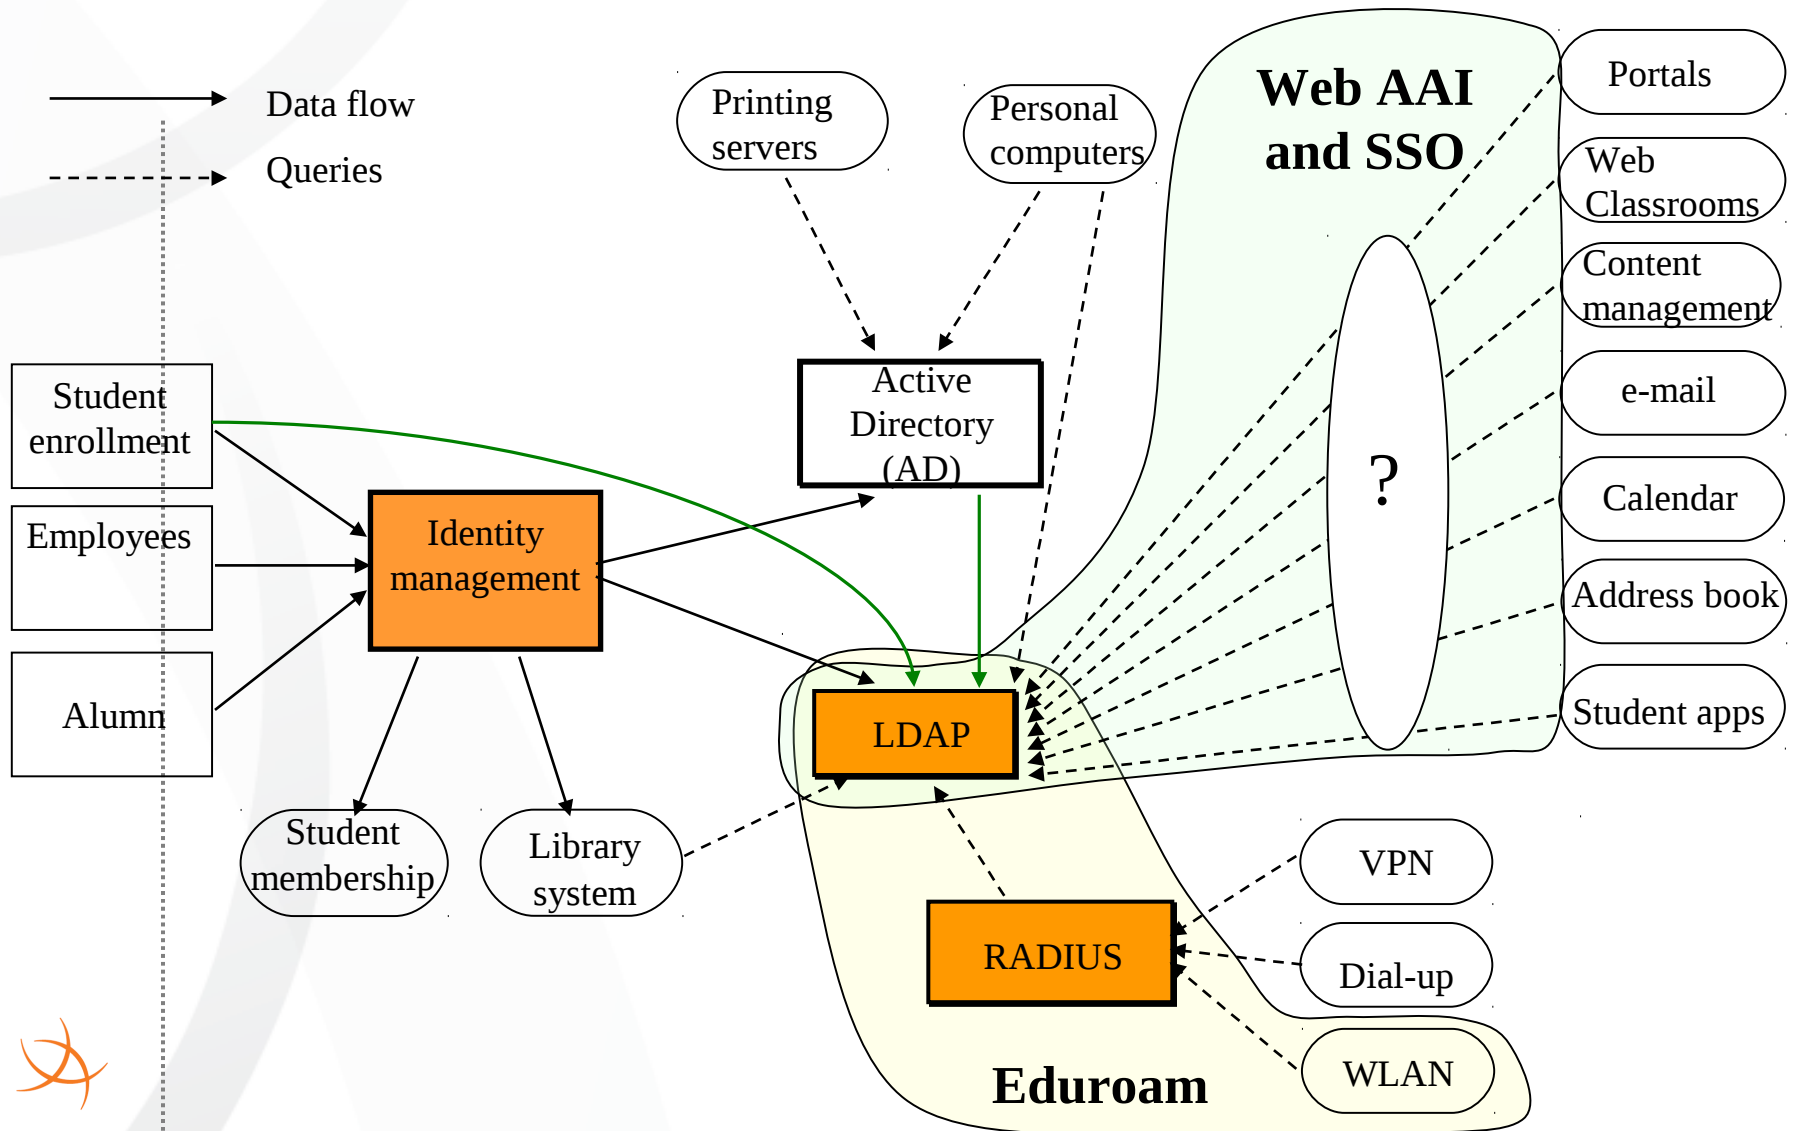 Data flow
Queries
Printing
servers
Personal
computers
Web AAI
and SSO
Portals
Web
Classrooms
Content
management
e-mail
Calendar
Address book
Student apps
?
Active
Directory
(AD)
Student
enrollment
Employees
Alumn
Identity
management
LDAP
Student
membership
Library
system
RADIUS
VPN
Dial-up
WLAN
Eduroam